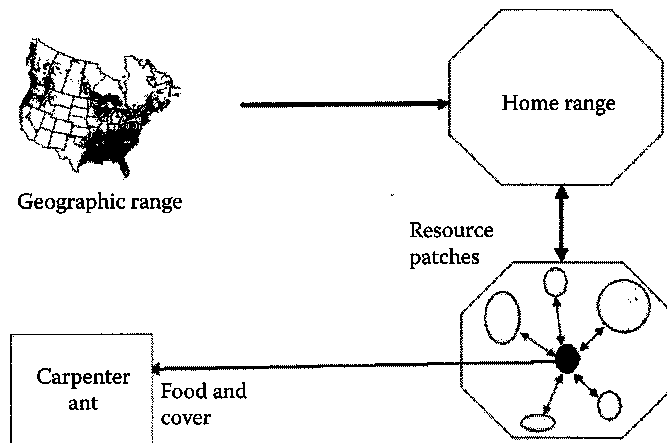 Home range
Geographic range
Resource
patches
Carpenter
ant
Food and
cover